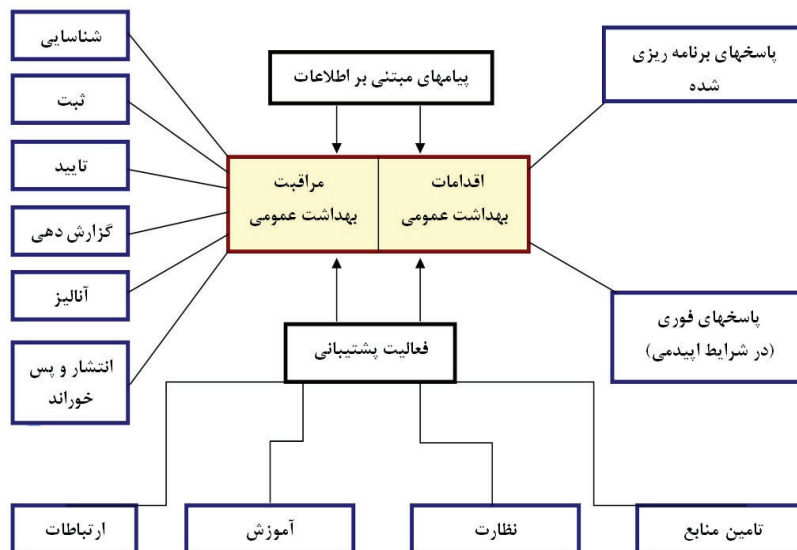 شناسایی
ثبت
تایید
گزارش دهی
آنالیز
انتشار و پس
خوراند
پیامهای مبتنی بر اطلاعات
مراقبت
بهداشت عمومی
اقدامات
بهداشت عمومی
پاسخهای برنامه ریزی
شده
پاسخهای فوری
(در شرایط اپیدمی)
فعالیت پشتیبانی
ارتباطات
آموزش
نظارت
تامین منابع